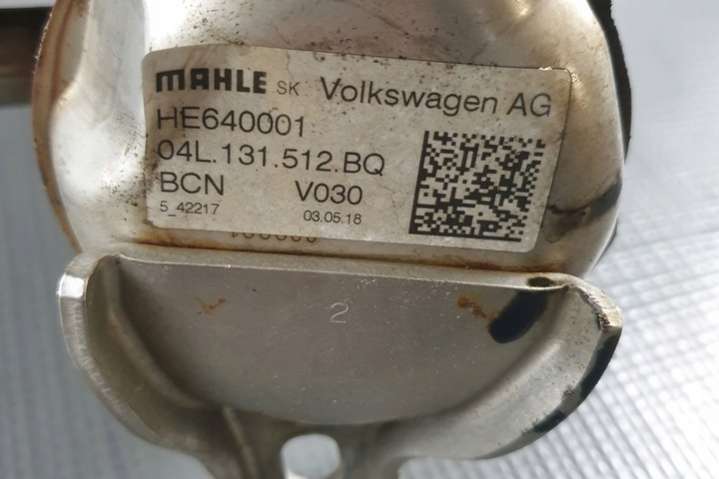 MAHLE SK Volkswagen AG
HE640001
04L.131.512.BQ
BCN V030
5_42217 03.05.18
2